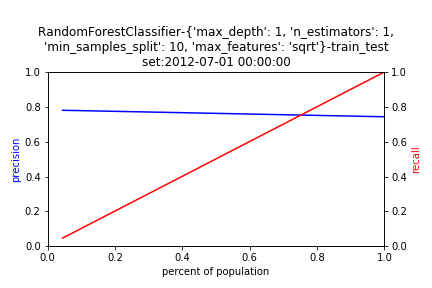 RandomForestClassifier-{'max_depth': 1, 'n_estimators': 1,
'min_samples_split': 10, 'max_features': 'sqrt'}-train_test
set:2012-07-01 00:00:00
1.0
0.8
0.6
0.4
0.2
0.0
precision
1.0
0.8
0.6
0.4
0.2
0.0
recall
0.0 0.2 0.4 0.6 0.8 1.0
percent of population